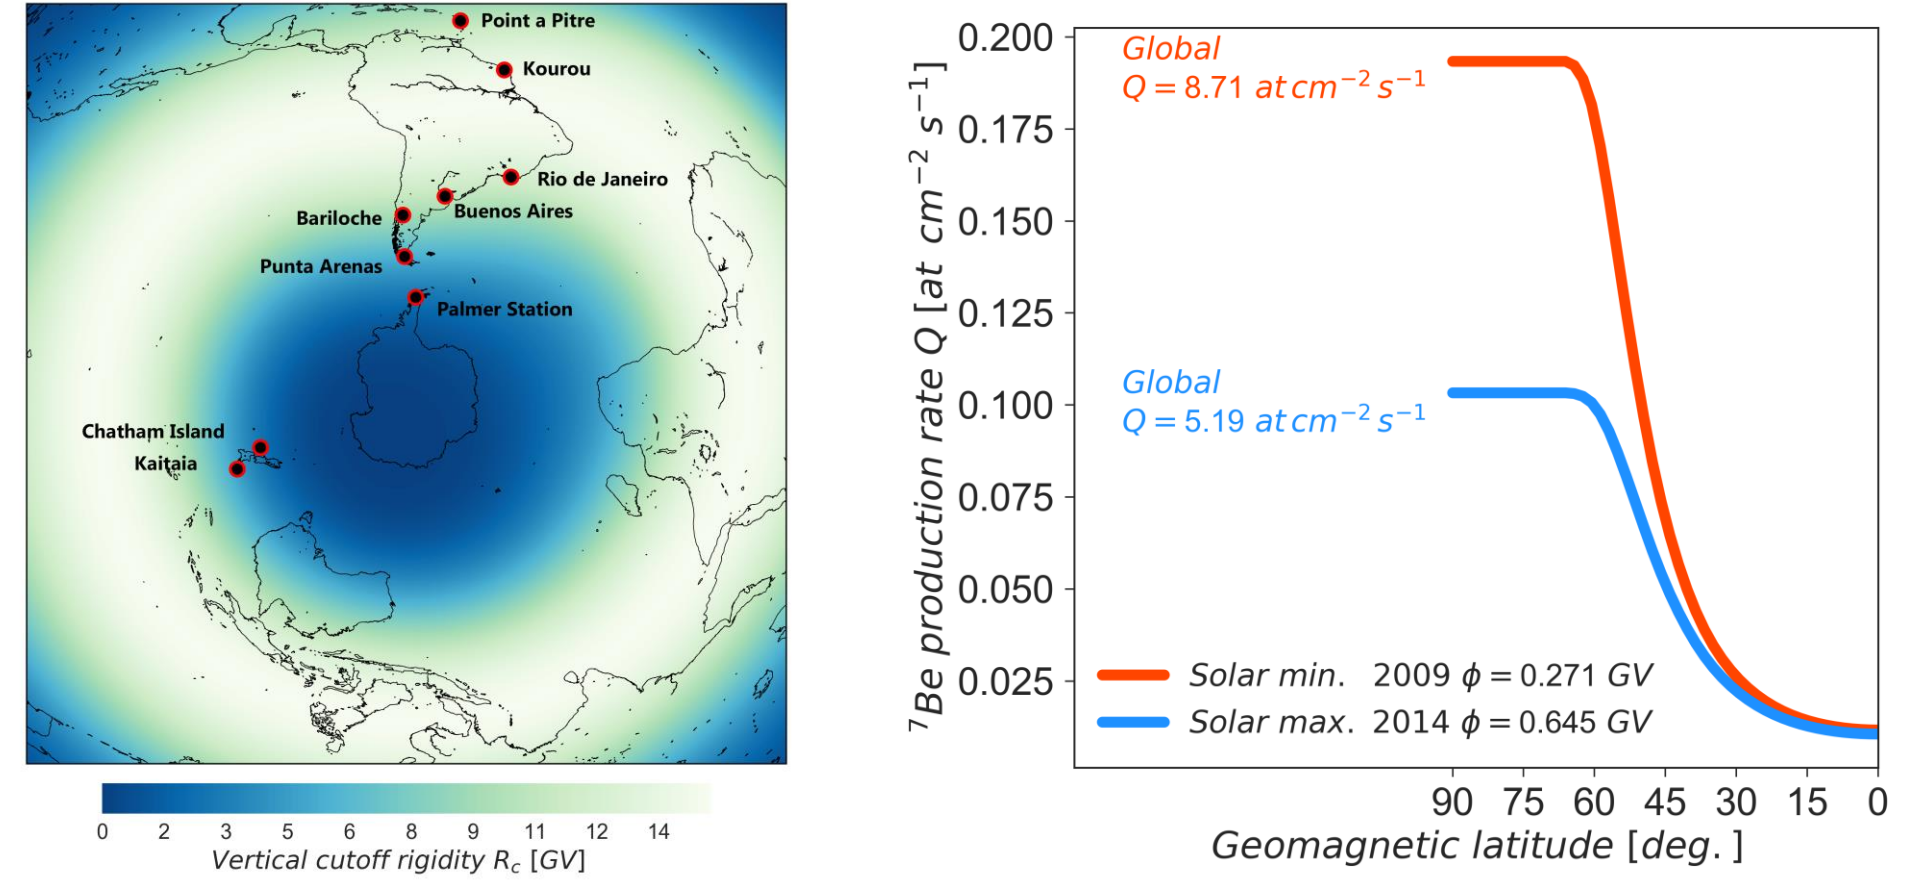 Point a Pitre
Kourou
Rio de Janeiro
Buenos Aires
Bariloche
Punta Arenas
Palmer Station
Chatham Island
Kaitaia
0 2 3 5 6 8 9 11 12 14
Vertical cutoff rigidity R_c [GV]
⁷Be production rate Q [at cm⁻² s⁻¹]
0.200
0.175
0.150
0.125
0.100
0.075
0.050
0.025
Global
Q = 8.71 at cm⁻² s⁻¹
Global
Q = 5.19 at cm⁻² s⁻¹
Solar min. 2009 ϕ = 0.271 GV
Solar max. 2014 ϕ = 0.645 GV
90 75 60 45 30 15 0
Geomagnetic latitude [deg.]